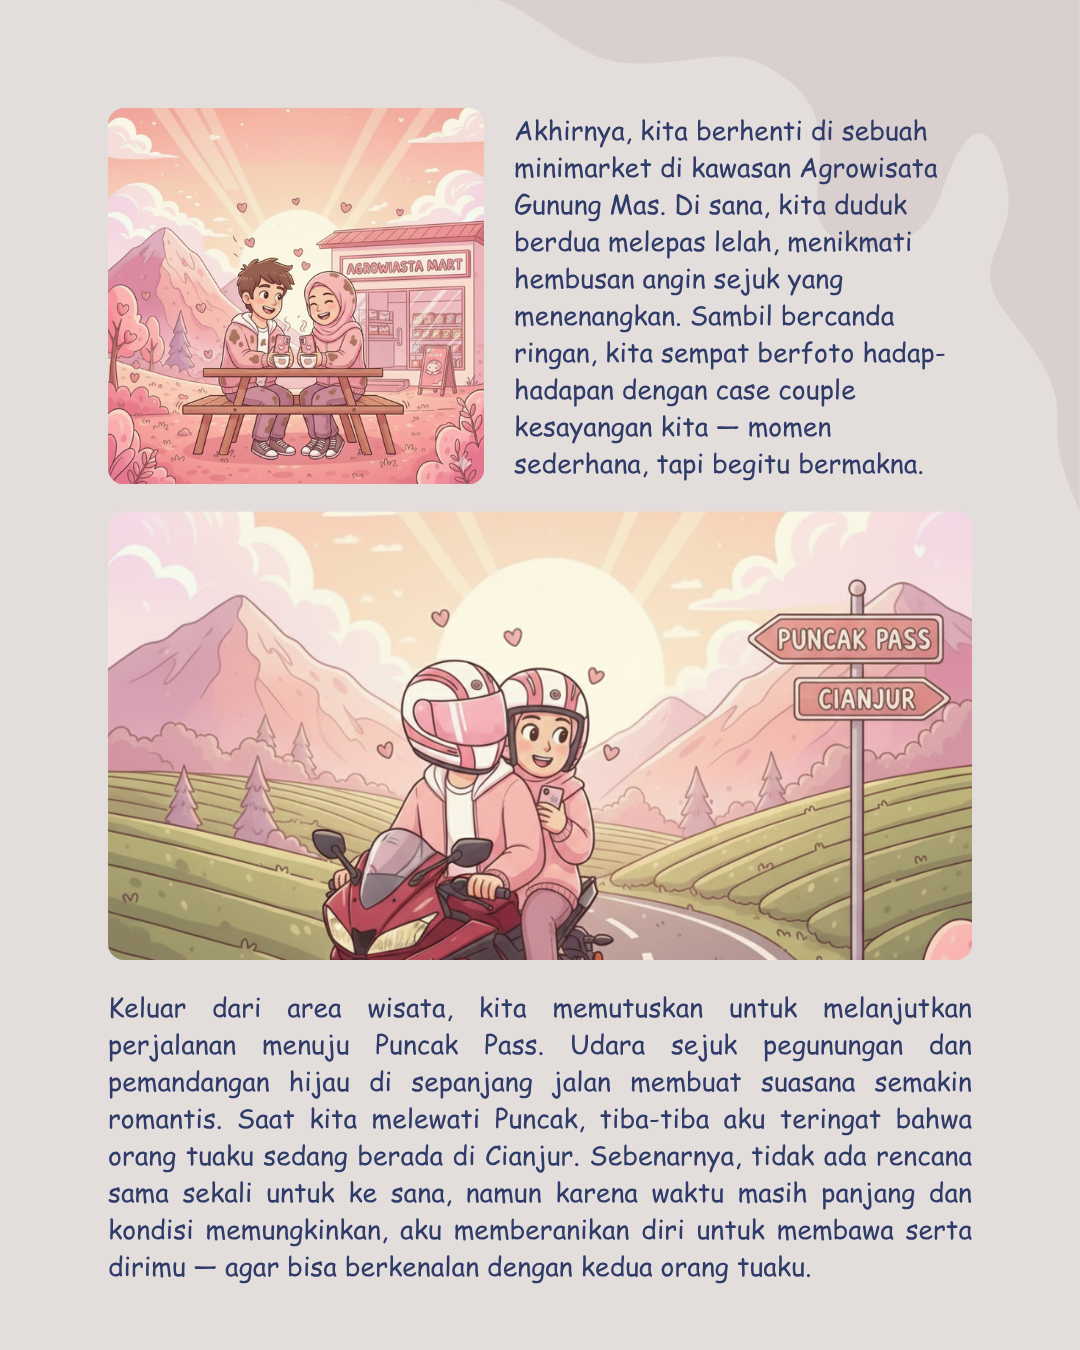 AGROWIASTA MART
Akhirnya, kita berhenti di sebuah
minimarket di kawasan Agrowisata
Gunung Mas. Di sana, kita duduk
berdua melepas lelah, menikmati
hembusan angin sejuk yang
menenangkan. Sambil bercanda
ringan, kita sempat berfoto hadap-
hadapan dengan case couple
kesayangan kita — momen
sederhana, tapi begitu bermakna.
PUNCAK PASS
CIANJUR
Keluar dari area wisata, kita memutuskan untuk melanjutkan
perjalanan menuju Puncak Pass. Udara sejuk pegunungan dan
pemandangan hijau di sepanjang jalan membuat suasana semakin
romantis. Saat kita melewati Puncak, tiba-tiba aku teringat bahwa
orang tuaku sedang berada di Cianjur. Sebenarnya, tidak ada rencana
sama sekali untuk ke sana, namun karena waktu masih panjang dan
kondisi memungkinkan, aku memberanikan diri untuk membawa serta
dirimu — agar bisa berkenalan dengan kedua orang tuaku.